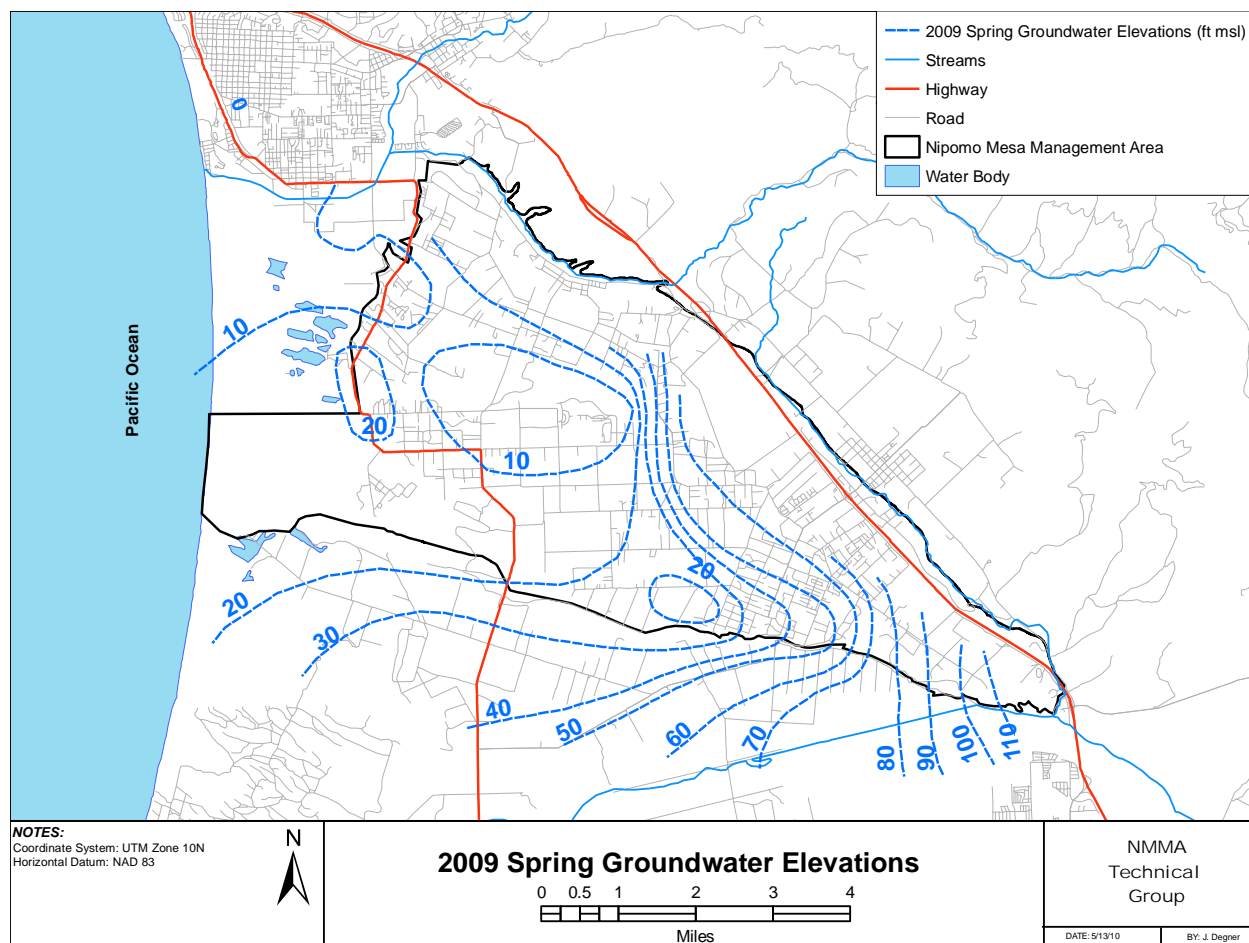 2009 Spring Groundwater Elevations (ft msl)
Streams
Highway
Road
Nipomo Mesa Management Area
Water Body
0
10
Pacific Ocean
20
10
20
20
30
40
50
60
70
80
90
100
110
NOTES:
Coordinate System: UTM Zone 10N
Horizontal Datum: NAD 83
N
2009 Spring Groundwater Elevations
0 0.5 1 2 3 4
Miles
NMMA
Technical
Group
DATE: 5/13/10 BY: J. Degner